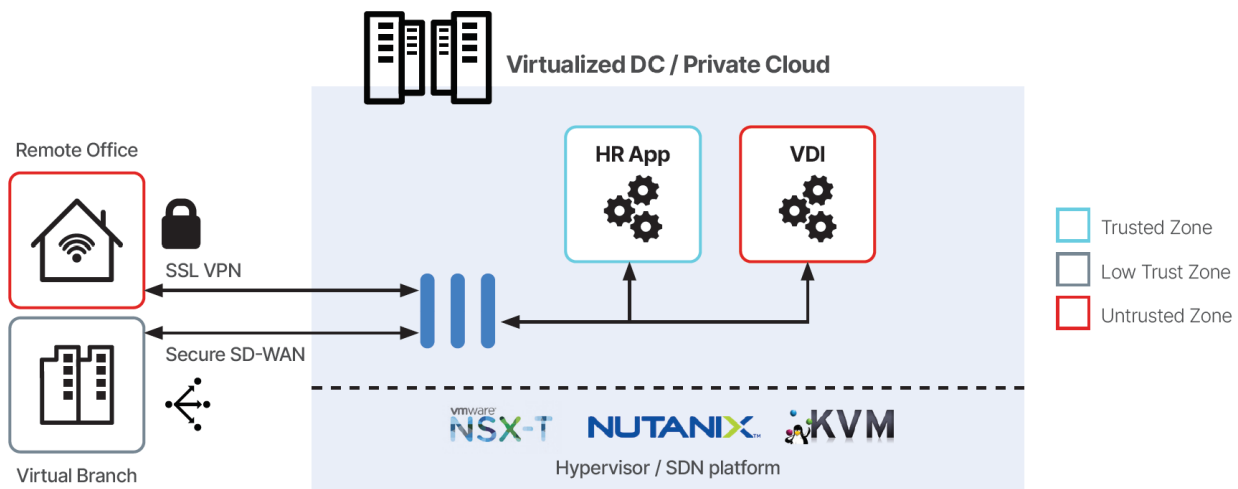 Virtualized DC / Private Cloud
Remote Office
HR App
VDI
SSL VPN
Secure SD-WAN
Virtual Branch
Trusted Zone
Low Trust Zone
Untrusted Zone
vmware®
NSX-T
NUTANIX™
KVM
Hypervisor / SDN platform